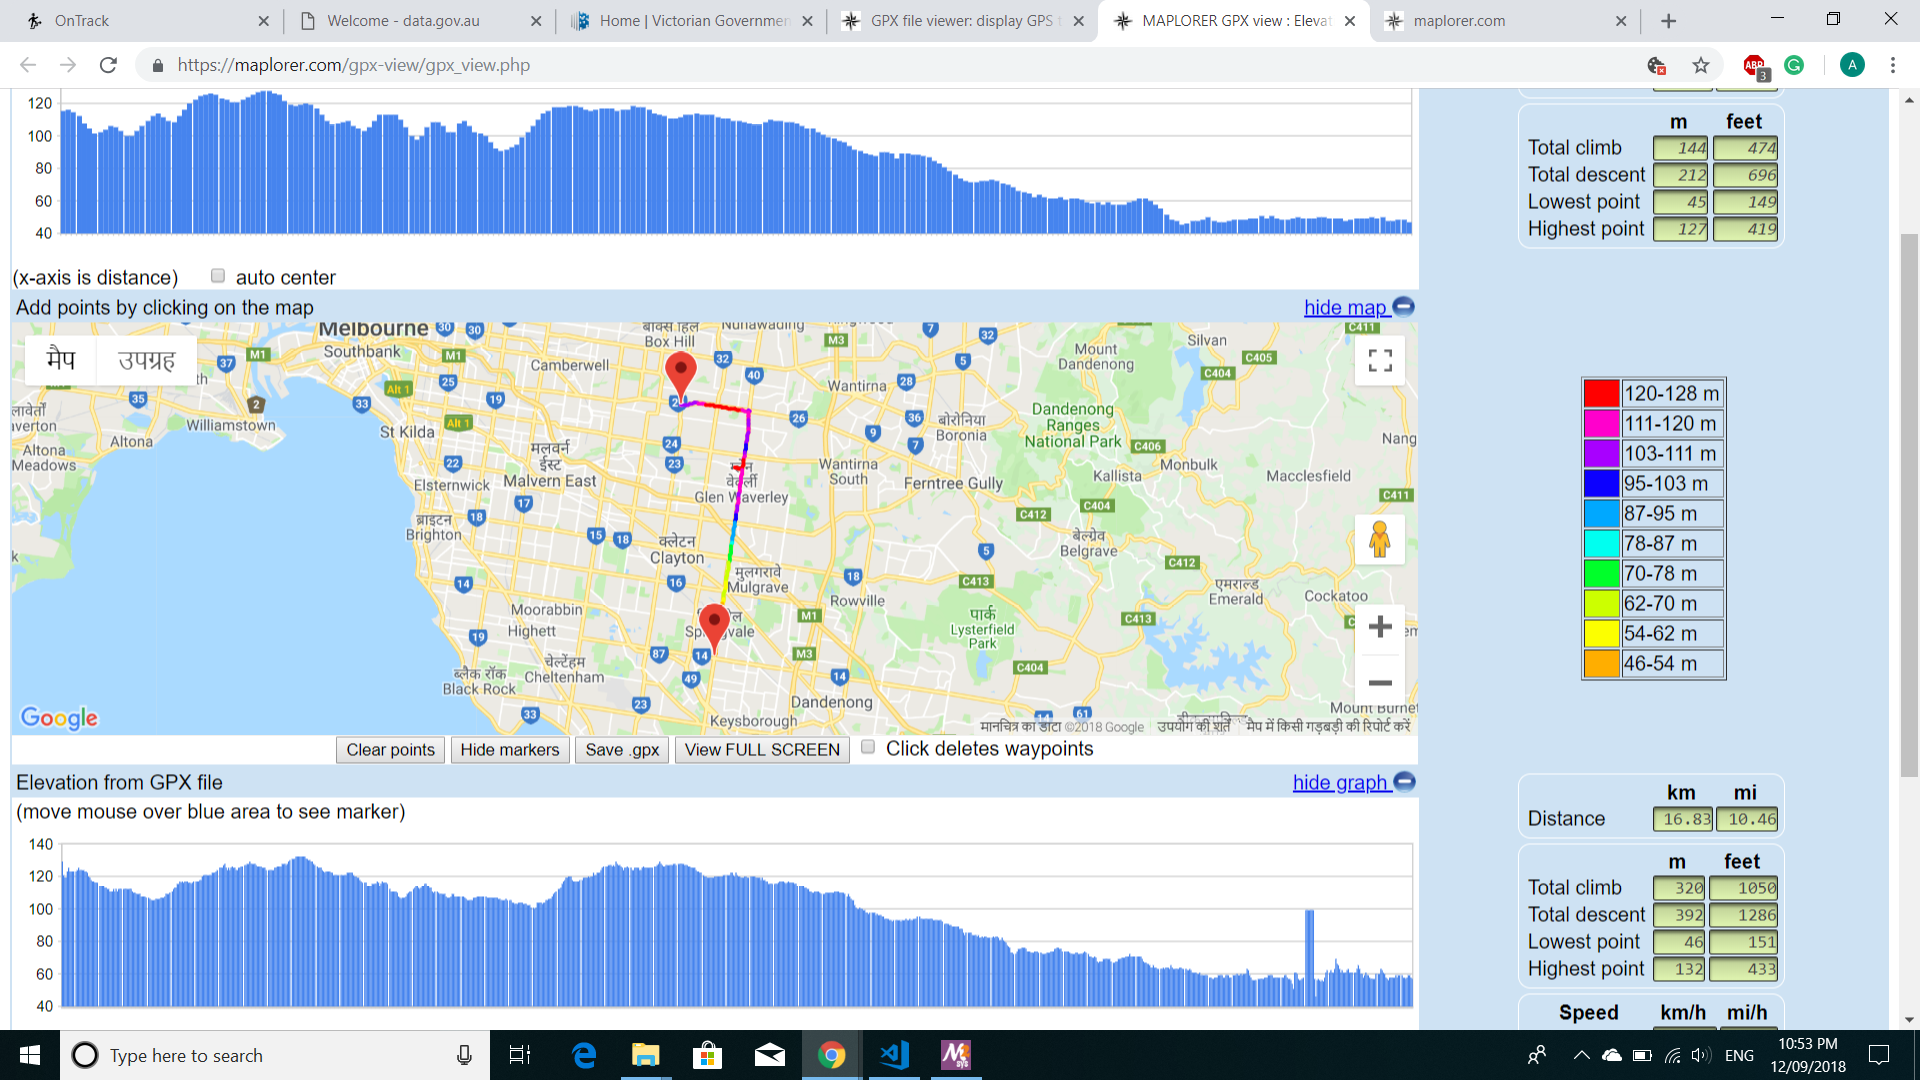 OnTrack
Welcome - data.gov.au
Home | Victorian Governmen
GPX file viewer: display GPS t
MAPLORER GPX view : Elevat
maplorer.com
https://maplorer.com/gpx-view/gpx_view.php
ABP
3
G
A
120
100
80
60
40
(x-axis is distance)
auto center
m feet
Total climb 144 474
Total descent 212 696
Lowest point 45 149
Highest point 127 419
Add points by clicking on the map
hide map
मैप
उपग्रह
Melbourne
Southbank
Camberwell
बॉक्स हिल
Box Hill
Nunawading
Mount
Dandenong
Silvan
Wantirna
Williamstown
Altona
Altona
Meadows
St Kilda
मलवर्न
ईस्ट
Malvern East
Elsternwick
ब्राइटन
Brighton
Glen Waverley
Wantirna
South
बोरोनिया
Boronia
Ferntree Gully
Dandenong
Ranges
National Park
Kallista
Monbulk
Macclesfield
Nang
क्लेटन
Clayton
मुलगरावे
Mulgrave
Rowville
बेल्ग्रेव
Belgrave
एमराल्ड
Emerald
Cockatoo
पार्क
Lysterfield
Park
Moorabbin
Highett
चेल्टेंहम
Cheltenham
ब्लैक रॉक
Black Rock
Keysborough
Dandenong
Mount Burnet
Google
मानचित्र का डाटा ©2018 Google
उपयोग की शर्तें
मैप में किसी गड़बड़ी की रिपोर्ट करें
120-128 m
111-120 m
103-111 m
95-103 m
87-95 m
78-87 m
70-78 m
62-70 m
54-62 m
46-54 m
Clear points
Hide markers
Save .gpx
View FULL SCREEN
Click deletes waypoints
Elevation from GPX file
hide graph
(move mouse over blue area to see marker)
140
120
100
80
60
40
km mi
Distance 16.83 10.46
m feet
Total climb 320 1050
Total descent 392 1286
Lowest point 46 151
Highest point 132 433
Speed km/h mi/h
Type here to search
ENG
10:53 PM
12/09/2018